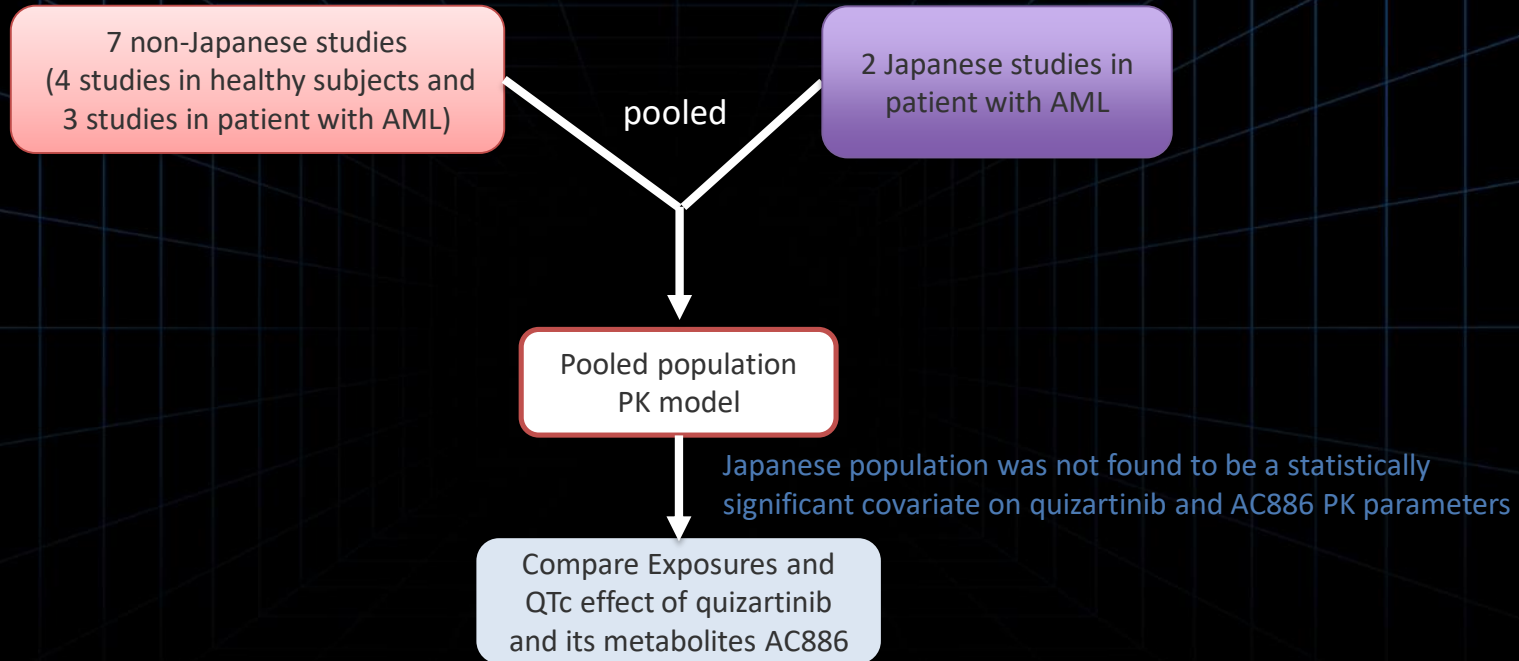 7 non-Japanese studies
(4 studies in healthy subjects and
3 studies in patient with AML)
pooled
2 Japanese studies in
patient with AML
Pooled population
PK model
Japanese population was not found to be a statistically
significant covariate on quizartinib and AC886 PK parameters
Compare Exposures and
QTc effect of quizartinib
and its metabolites AC886